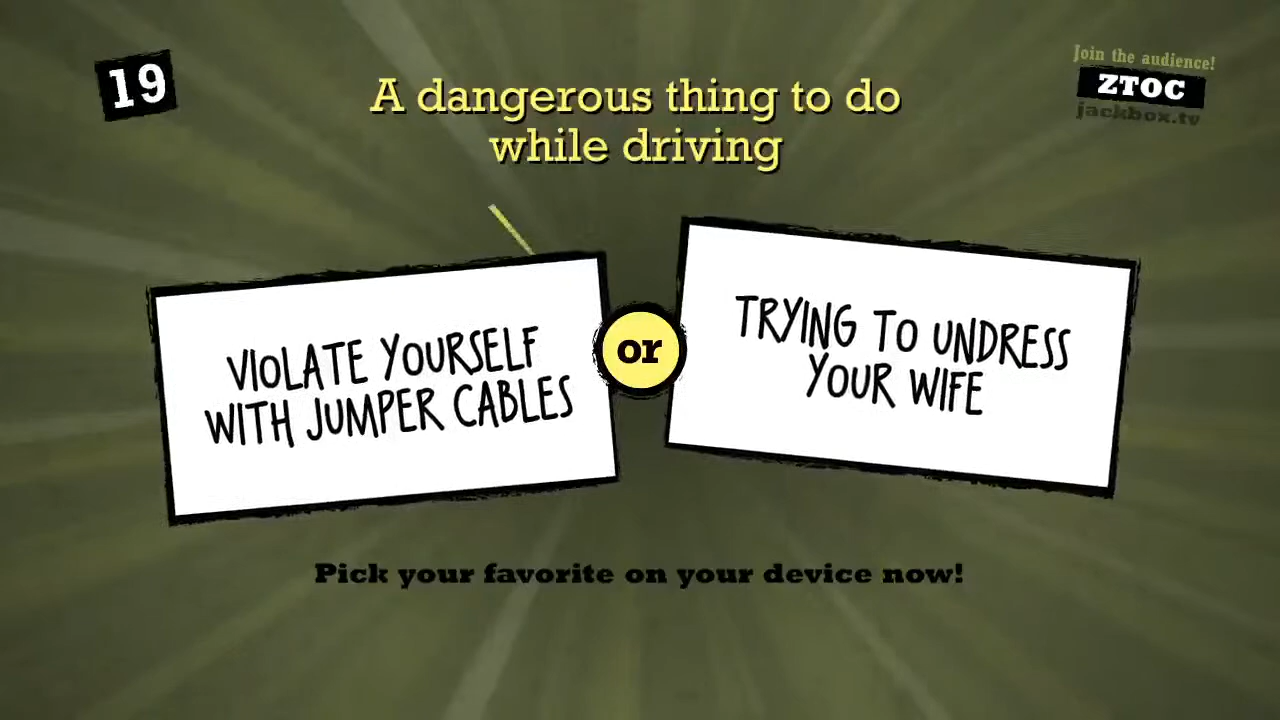 19
A dangerous thing to do
while driving
Join the audience!
ZTOC
jackbox.tv
VIOLATE YOURSELF
WITH JUMPER CABLES
or
TRYING TO UNDRESS
YOUR WIFE
Pick your favorite on your device now!